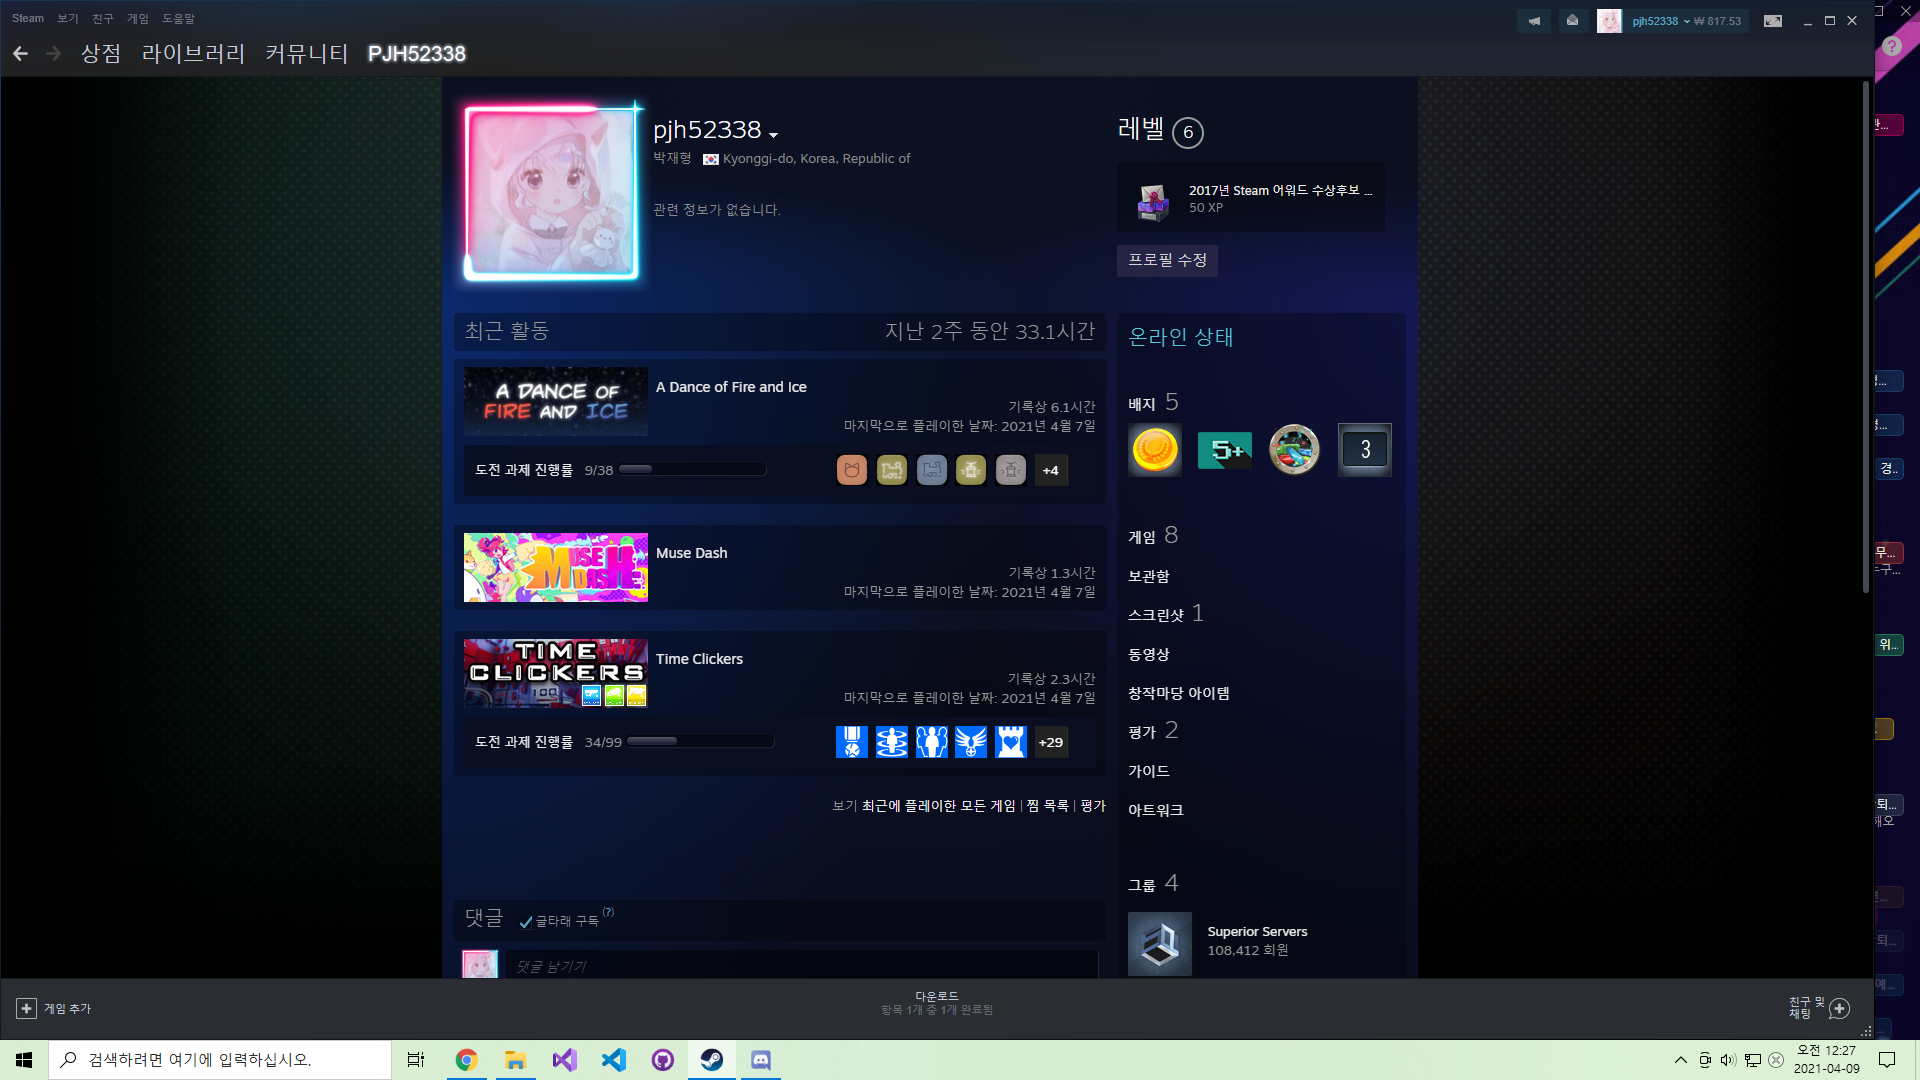 Steam 보기 친구 게임 도움말
pjh52338 ₩ 817.53
상점 라이브러리 커뮤니티 PJH52338
pjh52338
박재형 Kyonggi-do, Korea, Republic of
관련 정보가 없습니다.
레벨 6
2017년 Steam 어워드 수상후보 ...
50 XP
프로필 수정
최근 활동 지난 2주 동안 33.1시간
A DANCE OF
FIRE AND ICE
A Dance of Fire and Ice
기록상 6.1시간
마지막으로 플레이한 날짜: 2021년 4월 7일
도전 과제 진행률 9/38
+4
MUSE DASH
Muse Dash
기록상 1.3시간
마지막으로 플레이한 날짜: 2021년 4월 7일
TIME
CLICKERS
Time Clickers
기록상 2.3시간
마지막으로 플레이한 날짜: 2021년 4월 7일
도전 과제 진행률 34/99
+29
보기 최근에 플레이한 모든 게임 | 찜 목록 | 평가
댓글 글타래 구독 (?)
댓글 남기기
온라인 상태
배지 5
5+
3
게임 8
보관함
스크린샷 1
동영상
창작마당 아이템
평가 2
가이드
아트워크
그룹 4
Superior Servers
108,412 회원
?
경..
무...
위...
게임 추가
다운로드
항목 1개 중 1개 완료됨
친구 및
채팅
검색하려면 여기에 입력하십시오.
오전 12:27
2021-04-09